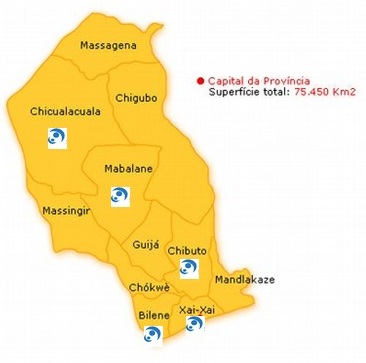 Massagena
Capital da Província
Superfície total: 75.450 Km2
Chigubo
Chicualacuala
Mabalane
Massingir
Guijá
Chibuto
Mandlakaze
Chókwè
Bilene
Xai-Xai